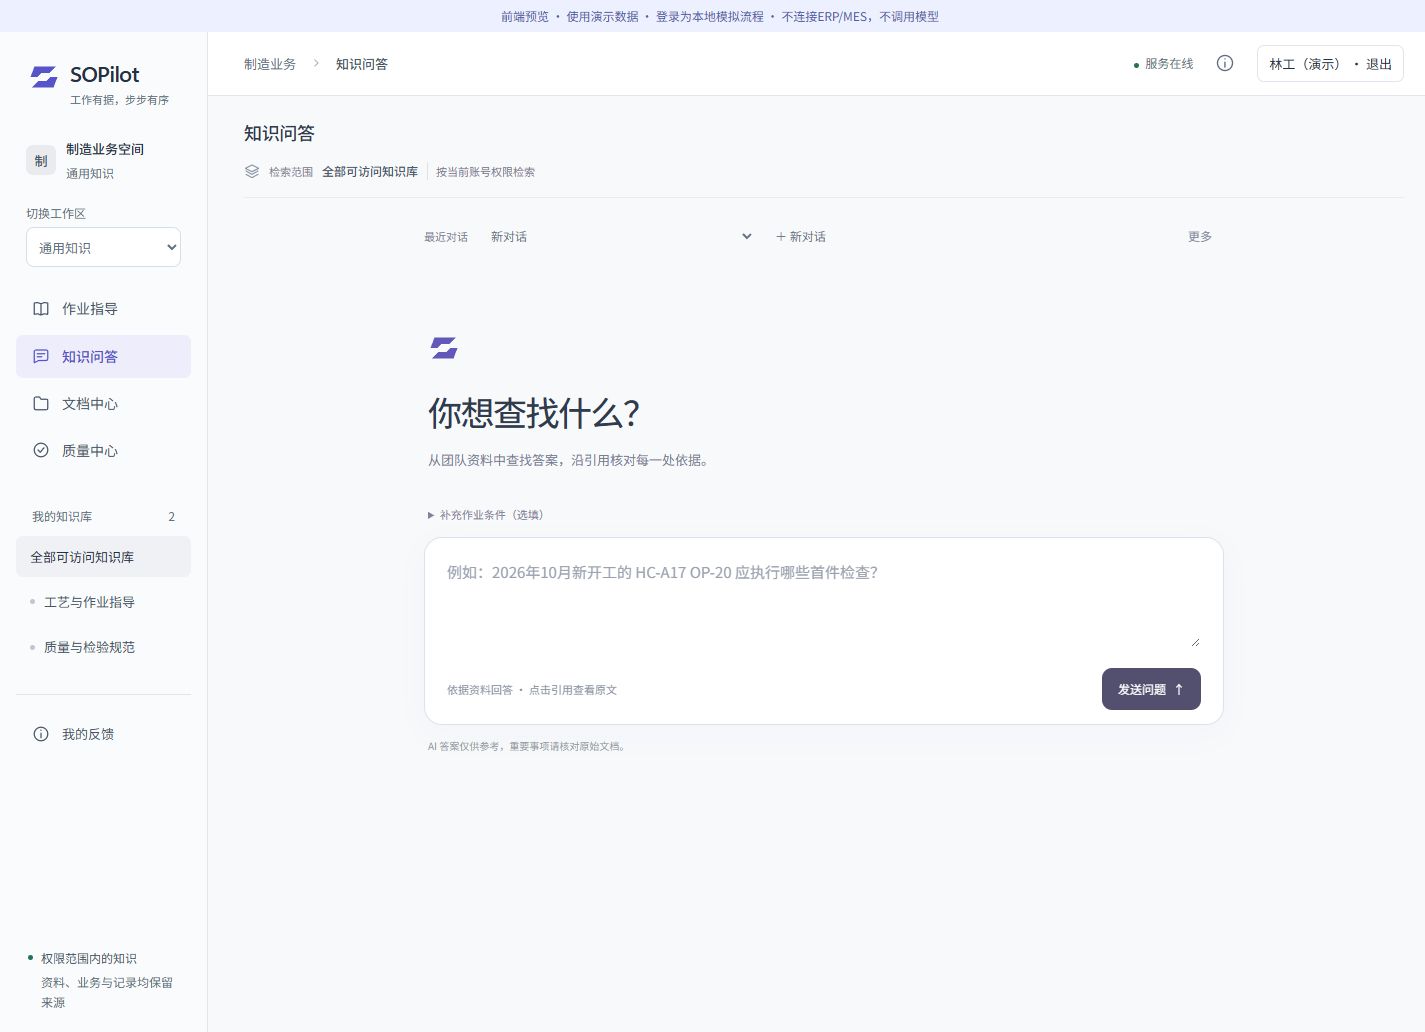 前端预览 · 使用演示数据 · 登录为本地模拟流程 · 不连接ERP/MES，不调用模型
SOPilot
工作有据，步步有序
制
制造业务空间
通用知识
切换工作区
通用知识
作业指导
知识问答
文档中心
质量中心
我的知识库 2
全部可访问知识库
工艺与作业指导
质量与检验规范
我的反馈
权限范围内的知识
资料、业务与记录均保留
来源
制造业务 > 知识问答
服务在线
林工（演示） · 退出
知识问答
检索范围 全部可访问知识库 按当前账号权限检索
最近对话 新对话 + 新对话 更多
你想查找什么？
从团队资料中查找答案，沿引用核对每一处依据。
▶ 补充作业条件（选填）
例如：2026年10月新开工的 HC-A17 OP-20 应执行哪些首件检查？
依据资料回答 · 点击引用查看原文
发送问题 ↑
AI 答案仅供参考，重要事项请核对原始文档。